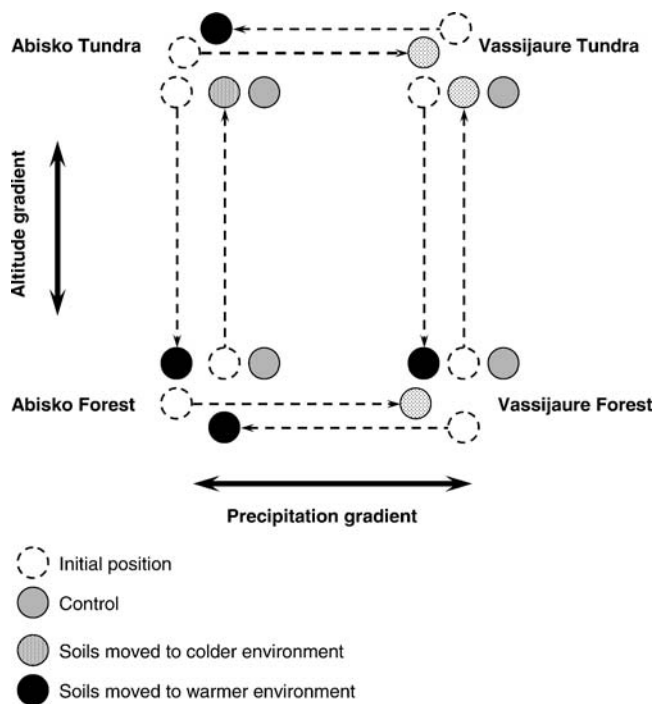 Abisko Tundra
Vassijaure Tundra
Altitude gradient
Abisko Forest
Vassijaure Forest
Precipitation gradient
Initial position
Control
Soils moved to colder environment
Soils moved to warmer environment